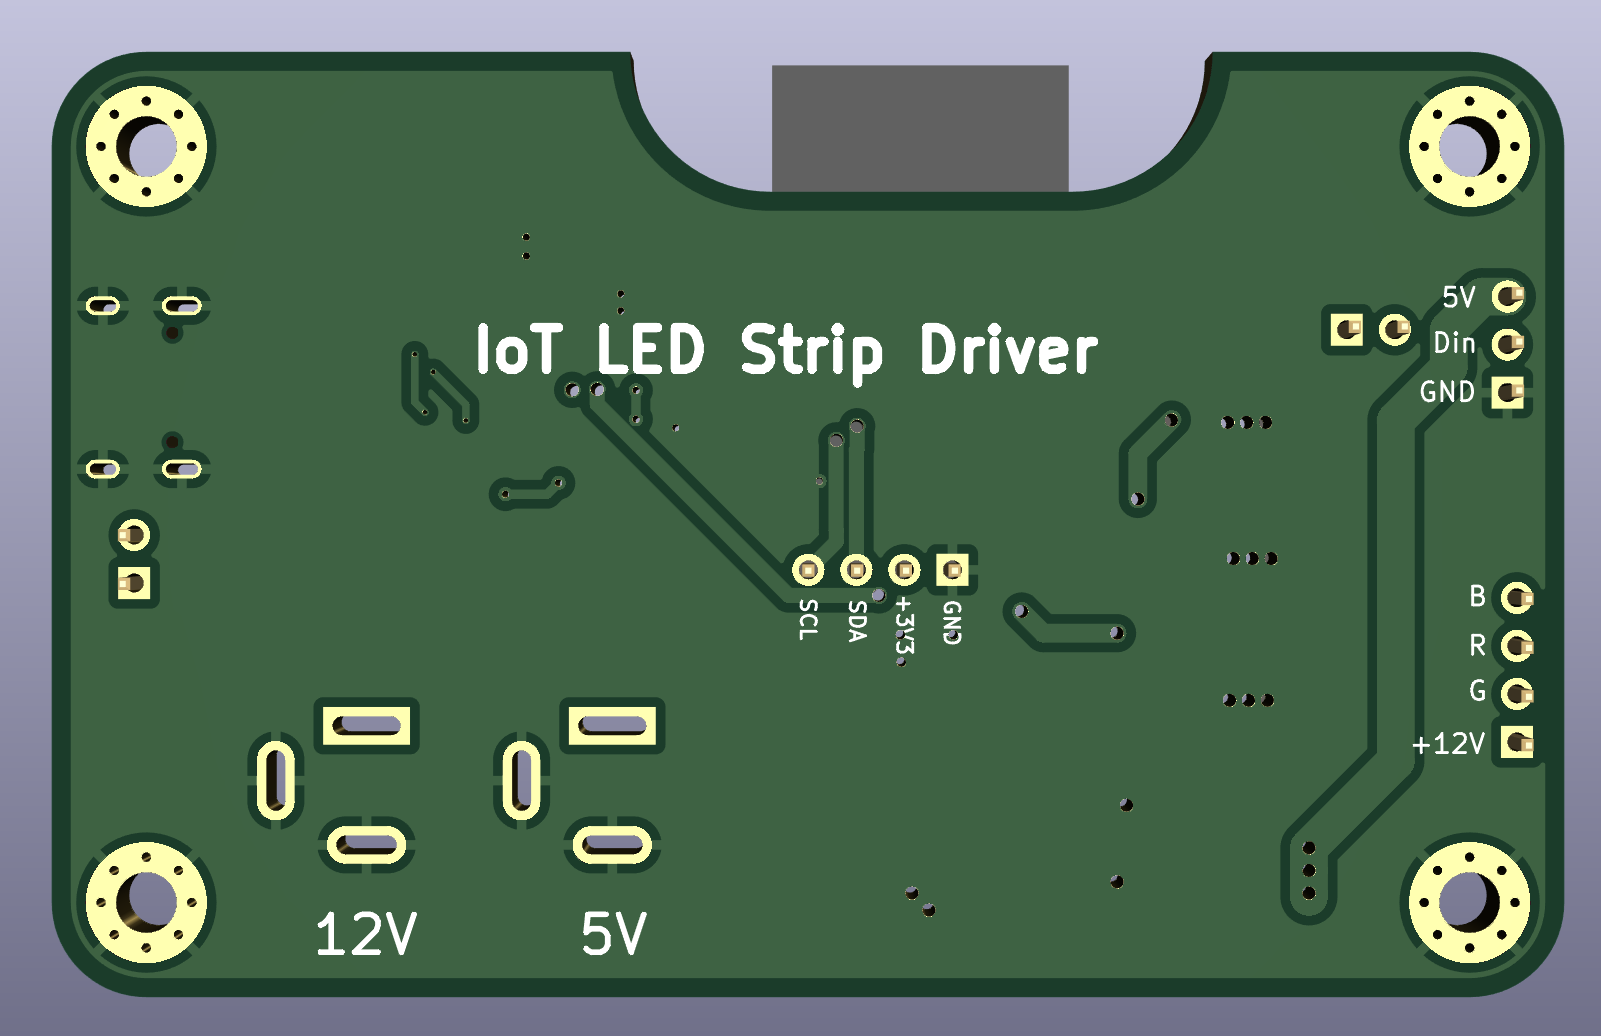 5V
IoT LED Strip Driver
Din
GND
SCL
SDA
+3V3
GND
B
R
G
+12V
12V
5V